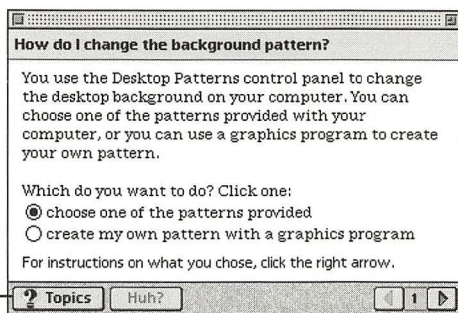 How do I change the background pattern?
You use the Desktop Patterns control panel to change
the desktop background on your computer. You can
choose one of the patterns provided with your
computer, or you can use a graphics program to create
your own pattern.
Which do you want to do? Click one:
choose one of the patterns provided
create my own pattern with a graphics program
For instructions on what you chose, click the right arrow.
? Topics Huh? 1